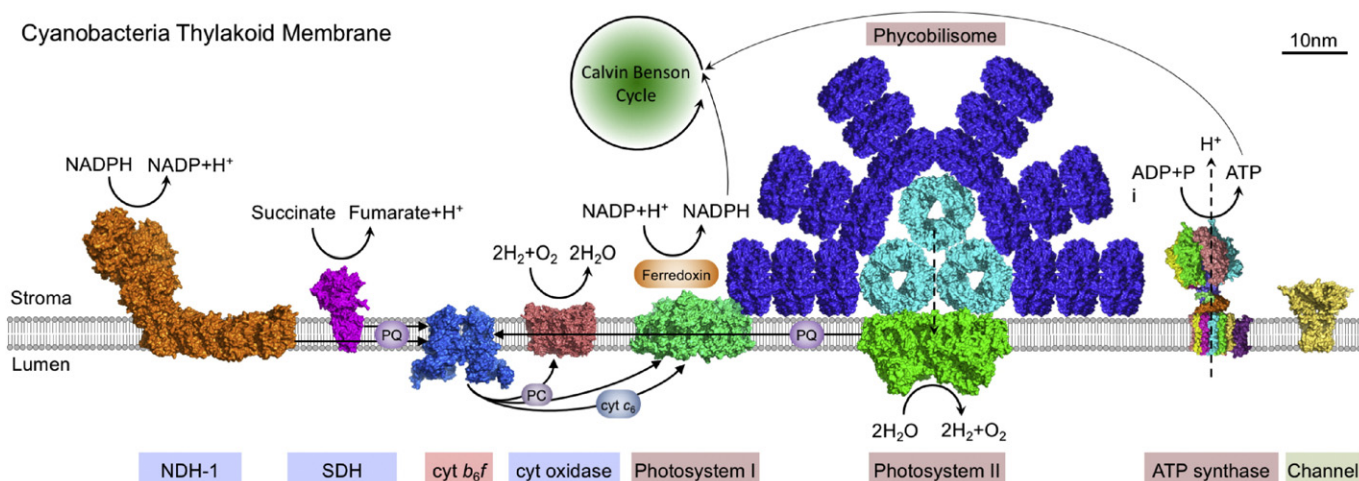 Cyanobacteria Thylakoid Membrane
Phycobilisome
10nm
Calvin Benson
Cycle
NADPH NADP+H⁺
Succinate Fumarate+H⁺
2H₂+O₂ 2H₂O
NADP+H⁺ NADPH
Ferredoxin
H⁺
ADP+P ATP
i
Stroma
Lumen
PQ
PQ
PC
cyt c₆
2H₂O 2H₂+O₂
NDH-1
SDH
cyt b₆f
cyt oxidase
Photosystem I
Photosystem II
ATP synthase
Channel